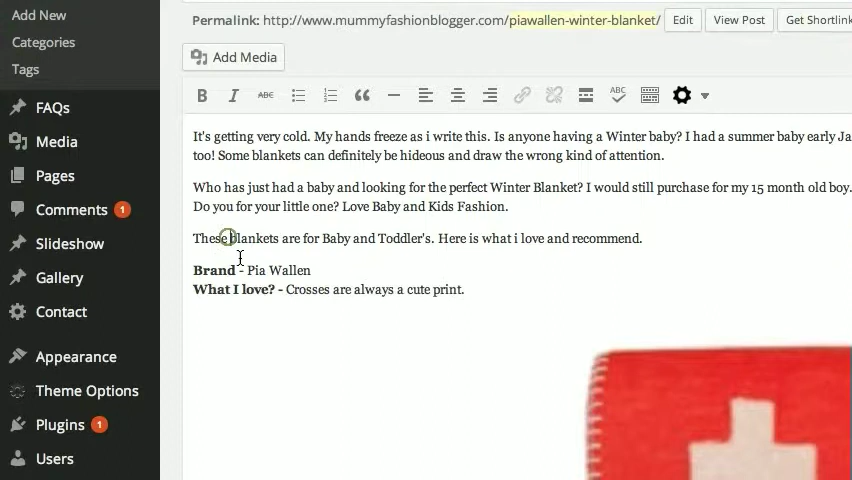 Add New
Categories
Tags
FAQs
Media
Pages
Comments 1
Slideshow
Gallery
Contact
Appearance
Theme Options
Plugins 1
Users
Permalink: http://www.mummyfashionblogger.com/piawallen-winter-blanket/ Edit View Post Get Shortlink
Add Media
B I ABC ABC
It's getting very cold. My hands freeze as i write this. Is anyone having a Winter baby? I had a summer baby early Ja
too! Some blankets can definitely be hideous and draw the wrong kind of attention.
Who has just had a baby and looking for the perfect Winter Blanket? I would still purchase for my 15 month old boy.
Do you for your little one? Love Baby and Kids Fashion.
These blankets are for Baby and Toddler's. Here is what i love and recommend.
Brand - Pia Wallen
What I love? - Crosses are always a cute print.